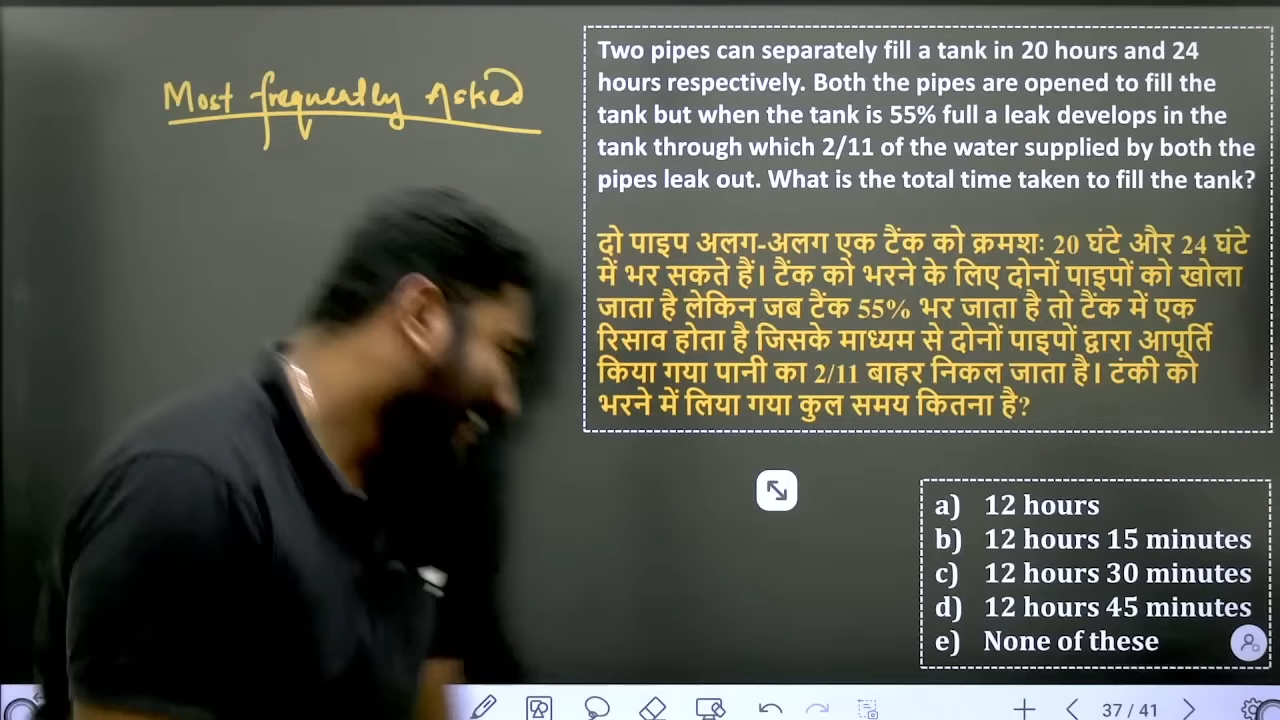 Most frequently Asked
Two pipes can separately fill a tank in 20 hours and 24
hours respectively. Both the pipes are opened to fill the
tank but when the tank is 55% full a leak develops in the
tank through which 2/11 of the water supplied by both the
pipes leak out. What is the total time taken to fill the tank?
दो पाइप अलग-अलग एक टैंक को क्रमशः 20 घंटे और 24 घंटे
में भर सकते हैं। टैंक को भरने के लिए दोनों पाइपों को खोला
जाता है लेकिन जब टैंक 55% भर जाता है तो टैंक में एक
रिसाव होता है जिसके माध्यम से दोनों पाइपों द्वारा आपूर्ति
किया गया पानी का 2/11 बाहर निकल जाता है। टंकी को
भरने में लिया गया कुल समय कितना है?
a) 12 hours
b) 12 hours 15 minutes
c) 12 hours 30 minutes
d) 12 hours 45 minutes
e) None of these
37 / 41